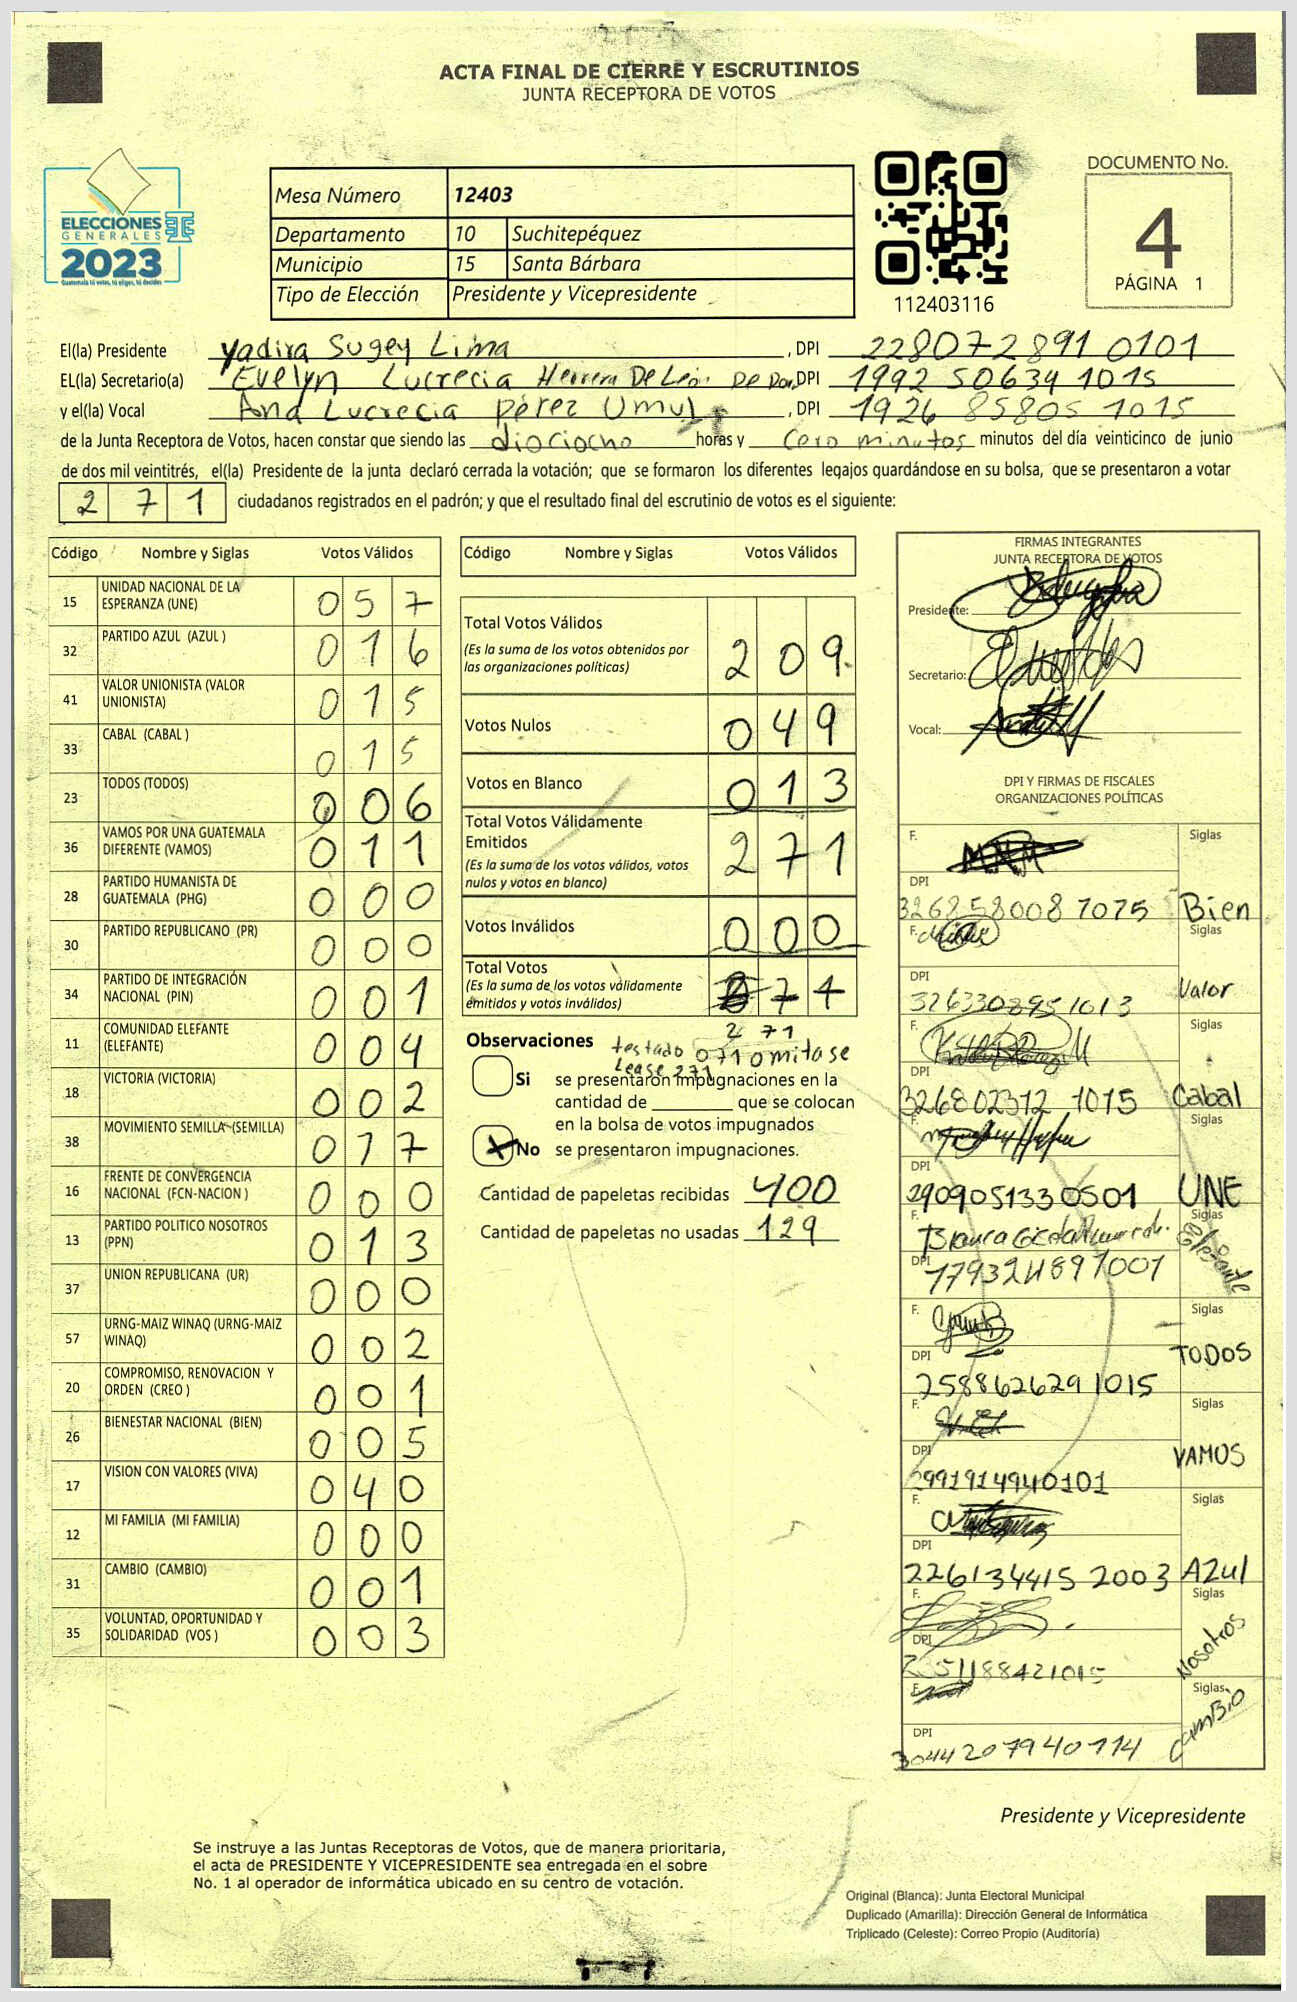 ACTA FINAL DE CIERRE Y ESCRUTINIOS
JUNTA RECEPTORA DE VOTOS
ELECCIONES
GENERALES
2023
Guatemala tú votas, tú eliges, tú decides
Mesa Número 12403
Departamento 10 Suchitepéquez
Municipio 15 Santa Bárbara
Tipo de Elección Presidente y Vicepresidente
112403116
DOCUMENTO No.
4
PÁGINA 1
El(la) Presidente Yadira Sugey Lima, DPI 228072891 0101
EL(la) Secretario(a) Evelyn Lucrecia Herrera De León De , DPI 1992 50634 1015
y el(la) Vocal Ana Lucrecia pérez Umul, DPI 1926 85805 1015
de la Junta Receptora de Votos, hacen constar que siendo las diociocho horas y cero minutos minutos del día veinticinco de junio
de dos mil veintitrés, el(la) Presidente de la junta declaró cerrada la votación; que se formaron los diferentes legajos quardándose en su bolsa, que se presentaron a votar
2 7 1 ciudadanos registrados en el padrón; y que el resultado final del escrutinio de votos es el siguiente:
Código Nombre y Siglas Votos Válidos
15 UNIDAD NACIONAL DE LA ESPERANZA (UNE) 0 5 7
32 PARTIDO AZUL (AZUL ) 0 1 6
41 VALOR UNIONISTA (VALOR UNIONISTA) 0 1 5
33 CABAL (CABAL ) 0 1 5
23 TODOS (TODOS) 0 0 6
36 VAMOS POR UNA GUATEMALA DIFERENTE (VAMOS) 0 1 1
28 PARTIDO HUMANISTA DE GUATEMALA (PHG) 0 0 0
30 PARTIDO REPUBLICANO (PR) 0 0 0
34 PARTIDO DE INTEGRACIÓN NACIONAL (PIN) 0 0 1
11 COMUNIDAD ELEFANTE (ELEFANTE) 0 0 4
18 VICTORIA (VICTORIA) 0 0 2
38 MOVIMIENTO SEMILLA (SEMILLA) 0 1 7
16 FRENTE DE CONVERGENCIA NACIONAL (FCN-NACION ) 0 0 0
13 PARTIDO POLITICO NOSOTROS (PPN) 0 1 3
37 UNION REPUBLICANA (UR) 0 0 0
57 URNG-MAIZ WINAQ (URNG-MAIZ WINAQ) 0 0 2
20 COMPROMISO, RENOVACION Y ORDEN (CREO ) 0 0 1
26 BIENESTAR NACIONAL (BIEN) 0 0 5
17 VISION CON VALORES (VIVA) 0 4 0
12 MI FAMILIA (MI FAMILIA) 0 0 0
31 CAMBIO (CAMBIO) 0 0 1
35 VOLUNTAD, OPORTUNIDAD Y SOLIDARIDAD (VOS ) 0 0 3
Código Nombre y Siglas Votos Válidos
Total Votos Válidos 2 0 9
(Es la suma de los votos obtenidos por
las organizaciones políticas)
Votos Nulos 0 4 9
Votos en Blanco 0 1 3
Total Votos Válidamente
Emitidos 2 7 1
(Es la suma de los votos válidos, votos
nulos y votos en blanco)
Votos Inválidos 0 0 0
Total Votos
(Es la suma de los votos válidamente
emitidos y votos inválidos) 7 1
2 71
Observaciones testado 071 omitase
Lease 271
Si se presentaron impugnaciones en la
cantidad de ________ que se colocan
en la bolsa de votos impugnados
X No se presentaron impugnaciones.
Cantidad de papeletas recibidas 400
Cantidad de papeletas no usadas 129
FIRMAS INTEGRANTES
JUNTA RECEPTORA DE VOTOS
Presidente:
Secretario:
Vocal:
DPI Y FIRMAS DE FISCALES
ORGANIZACIONES POLÍTICAS
F. Siglas
DPI 326858008 1015 Bien
F. Siglas
DPI 326330895 1013 Valor
F. Siglas
DPI 326802312 1015 Cabal
F. Siglas
DPI 2909051330501 UNE
F. Siglas
DPI Elefante
F. Siglas
DPI 2588626291015 TODOS
F. Siglas
DPI 2991914940101 VAMOS
F. Siglas
DPI 226134415 2003 Azul
F. Siglas
DPI Nosotros
F. Siglas
DPI 3044207940114 CAMBIO
Presidente y Vicepresidente
Se instruye a las Juntas Receptoras de Votos, que de manera prioritaria,
el acta de PRESIDENTE Y VICEPRESIDENTE sea entregada en el sobre
No. 1 al operador de informática ubicado en su centro de votación.
Original (Blanca): Junta Electoral Municipal
Duplicado (Amarilla): Dirección General de Informática
Triplicado (Celeste): Correo Propio (Auditoría)